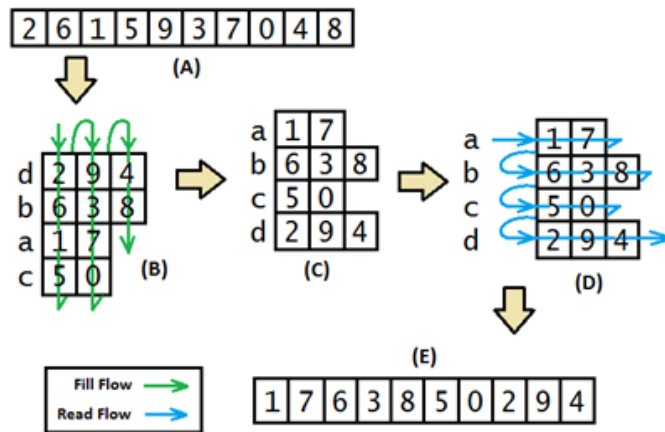 2 6 1 5 9 3 7 0 4 8
(A)
d 2 9 4
b 6 3 8
a 1 7
c 5 0
(B)
a 1 7
b 6 3 8
c 5 0
d 2 9 4
(C)
a 1 7
b 6 3 8
c 5 0
d 2 9 4
(D)
(E)
1 7 6 3 8 5 0 2 9 4
Fill Flow
Read Flow